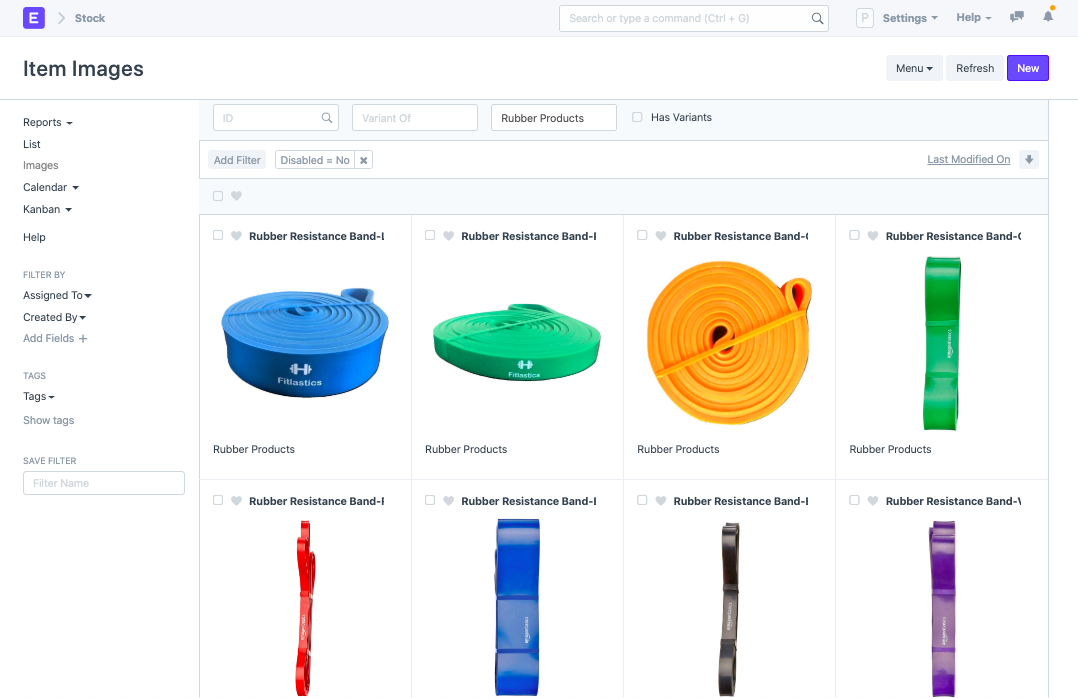 E
Stock
Search or type a command (Ctrl + G)
P
Settings
Help
Item Images
Menu
Refresh
New
Reports
List
Images
Calendar
Kanban
Help
FILTER BY
Assigned To
Created By
Add Fields +
TAGS
Tags
Show tags
SAVE FILTER
Filter Name
ID
Variant Of
Rubber Products
Has Variants
Add Filter
Disabled = No
Last Modified On
Rubber Resistance Band-
Rubber Resistance Band-
Rubber Resistance Band-
Rubber Resistance Band-
Fitlastics
Fitlastics
Rubber Products
Rubber Products
Rubber Products
Rubber Products
Rubber Resistance Band-
Rubber Resistance Band-
Rubber Resistance Band-
Rubber Resistance Band-